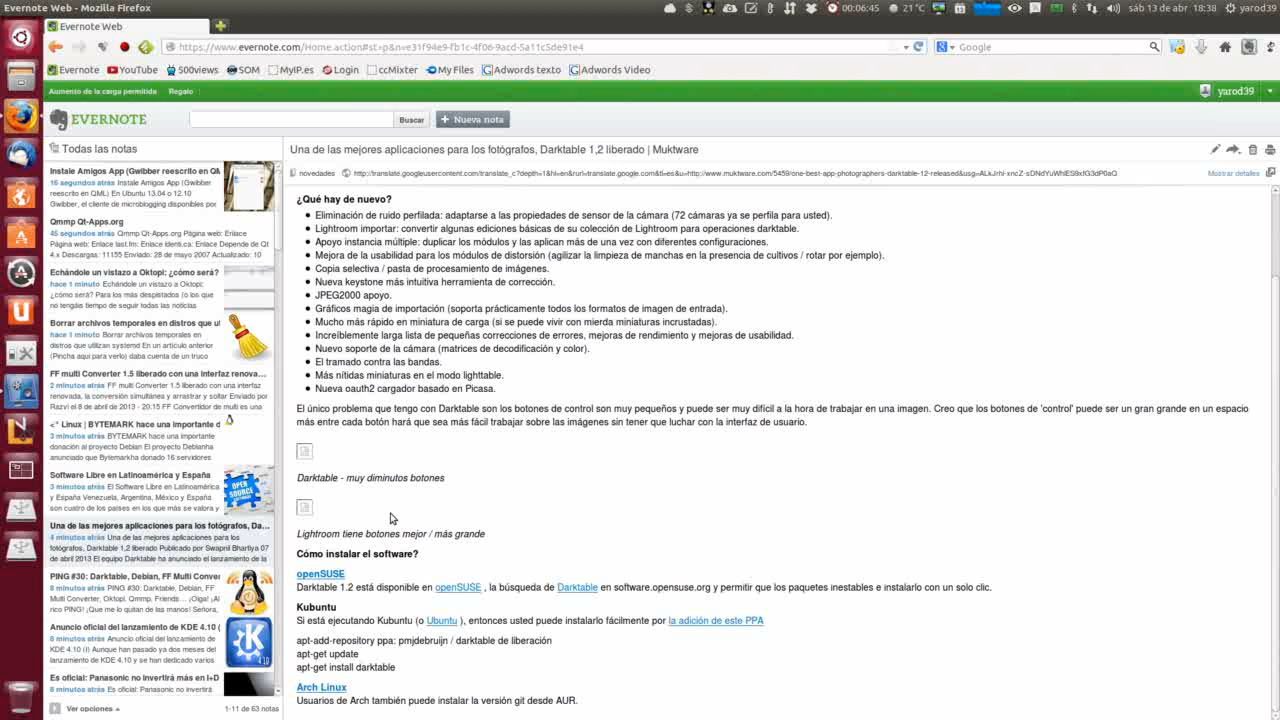 Evernote Web - Mozilla Firefox
00:06:45
21°C
sáb 13 de abr 11:18:38
yarod39
Evernote Web
https://www.evernote.com/Home.action#st=p&n=e31f94e9-fb1c-4f06-9acd-5a11c5de91e4
Google
Evernote
YouTube
500views
SOM
MyIP.es
Login
ccMixter
My Files
Adwords texto
Adwords Video
Aumento de la carga permitida
Regalo
yarod39
EVERNOTE
Buscar
+ Nueva nota
Todas las notas
Instale Amigos App (Gwibber reescrito en QM
16 segundos atrás Instale Amigos App (Gwibber
reescrito en QML) En Ubuntu 13.04 o 12.10
Gwibber, el cliente de microblogging disponibles por
Qmmp Qt-Apps.org
45 segundos atrás Qmmp Qt-Apps.org Página web: Enlace
Página web: Enlace last.fm: Enlace identi.ca: Enlace Depende de Qt
4.x Descargas: 11155 Enviado: 28 de mayo 2007 Actualizado: 10
Echándole un vistazo a Oktopi: ¿cómo será?
hace 1 minuto Echándole un vistazo a Oktopi:
¿cómo será? Para los más despistados (o los que
no tengáis tiempo de seguir todas las noticias
Borrar archivos temporales en distros que ut
hace 1 minuto Borrar archivos temporales en
distros que utilizan systemd En un artículo anterior
(Pincha aquí para verlo) daba cuenta de un truco
FF multi Converter 1.5 liberado con una interfaz renova...
2 minutos atrás FF multi Converter 1.5 liberado con una interfaz
renovada, la conversión simultánea y arrastrar y soltar Enviado por
Razvi el 8 de abril de 2013 - 20:15 FF Convertidor de multi es una
<° Linux | BYTEMARK hace una importante d
3 minutos atrás BYTEMARK hace una importante
donación al proyecto Debian El proyecto Debianha
anunciado que Bytemarkha donado 16 servidores
Software Libre en Latinoamérica y España
3 minutos atrás El Software Libre en Latinoamérica
y España Venezuela, Argentina, México y España
son cuatro de los países en los que más se valora y
OPEN SOURCE
Una de las mejores aplicaciones para los fotógrafos, Da...
4 minutos atrás Una de las mejores aplicaciones para los
fotógrafos, Darktable 1,2 liberado Publicado por Swapnil Bhartiya 07
de abril 2013 El equipo Darktable ha anunciado el lanzamiento de la
PING #30: Darktable, Debian, FF Multi Conver
8 minutos atrás PING #30: Darktable, Debian, FF
Multi Converter, Oktopi, Qmmp, Friends... ¡Oiga! ¡Al
rico PING! ¡Que me lo quitan de las manos! Señora,
Anuncio oficial del lanzamiento de KDE 4.10 (
8 minutos atrás Anuncio oficial del lanzamiento de
KDE 4.10 (I) Aunque han pasado ya dos meses del
lanzamiento de KDE 4.10 y se han dedicado varios
4.10
Es oficial: Panasonic no invertirá más en I+D
8 minutos atrás Es oficial: Panasonic no invertirá
Ver opciones
1-11 de 63 notas
Una de las mejores aplicaciones para los fotógrafos, Darktable 1,2 liberado | Muktware
novedades
Mostrar detalles
¿Qué hay de nuevo?
Eliminación de ruido perfilada: adaptarse a las propiedades de sensor de la cámara (72 cámaras ya se perfila para usted).
Lightroom importar: convertir algunas ediciones básicas de su colección de Lightroom para operaciones darktable.
Apoyo instancia múltiple: duplicar los módulos y las aplican más de una vez con diferentes configuraciones.
Mejora de la usabilidad para los módulos de distorsión (agilizar la limpieza de manchas en la presencia de cultivos / rotar por ejemplo).
Copia selectiva / pasta de procesamiento de imágenes.
Nueva keystone más intuitiva herramienta de corrección.
JPEG2000 apoyo.
Gráficos magia de importación (soporta prácticamente todos los formatos de imagen de entrada).
Mucho más rápido en miniatura de carga (si se puede vivir con mierda miniaturas incrustadas).
Increíblemente larga lista de pequeñas correcciones de errores, mejoras de rendimiento y mejoras de usabilidad.
Nuevo soporte de la cámara (matrices de decodificación y color).
El tramado contra las bandas.
Más nítidas miniaturas en el modo lighttable.
Nueva oauth2 cargador basado en Picasa.
El único problema que tengo con Darktable son los botones de control son muy pequeños y puede ser muy difícil a la hora de trabajar en una imagen. Creo que los botones de 'control' puede ser un gran grande en un espacio
más entre cada botón hará que sea más fácil trabajar sobre las imágenes sin tener que luchar con la interfaz de usuario.
Darktable - muy diminutos botones
Lightroom tiene botones mejor / más grande
Cómo instalar el software?
openSUSE
Darktable 1.2 está disponible en openSUSE , la búsqueda de Darktable en software.opensuse.org y permitir que los paquetes inestables e instalarlo con un solo clic.
Kubuntu
Si está ejecutando Kubuntu (o Ubuntu ), entonces usted puede instalarlo fácilmente por la adición de este PPA
apt-add-repository ppa: pmjdebruijn / darktable de liberación
apt-get update
apt-get install darktable
Arch Linux
Usuarios de Arch también puede instalar la versión git desde AUR.